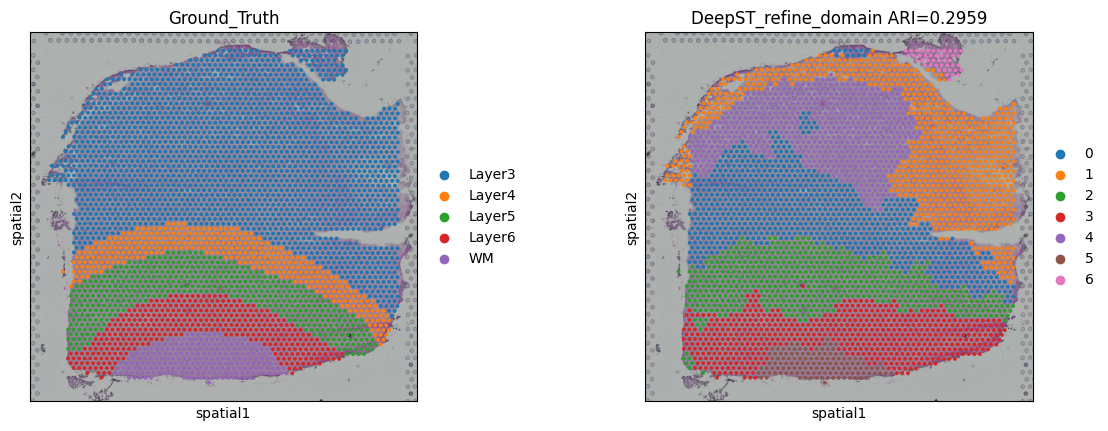 Ground_Truth
spatial2
spatial1
Layer3
Layer4
Layer5
Layer6
WM
DeepST_refine_domain ARI=0.2959
spatial2
spatial1
0
1
2
3
4
5
6